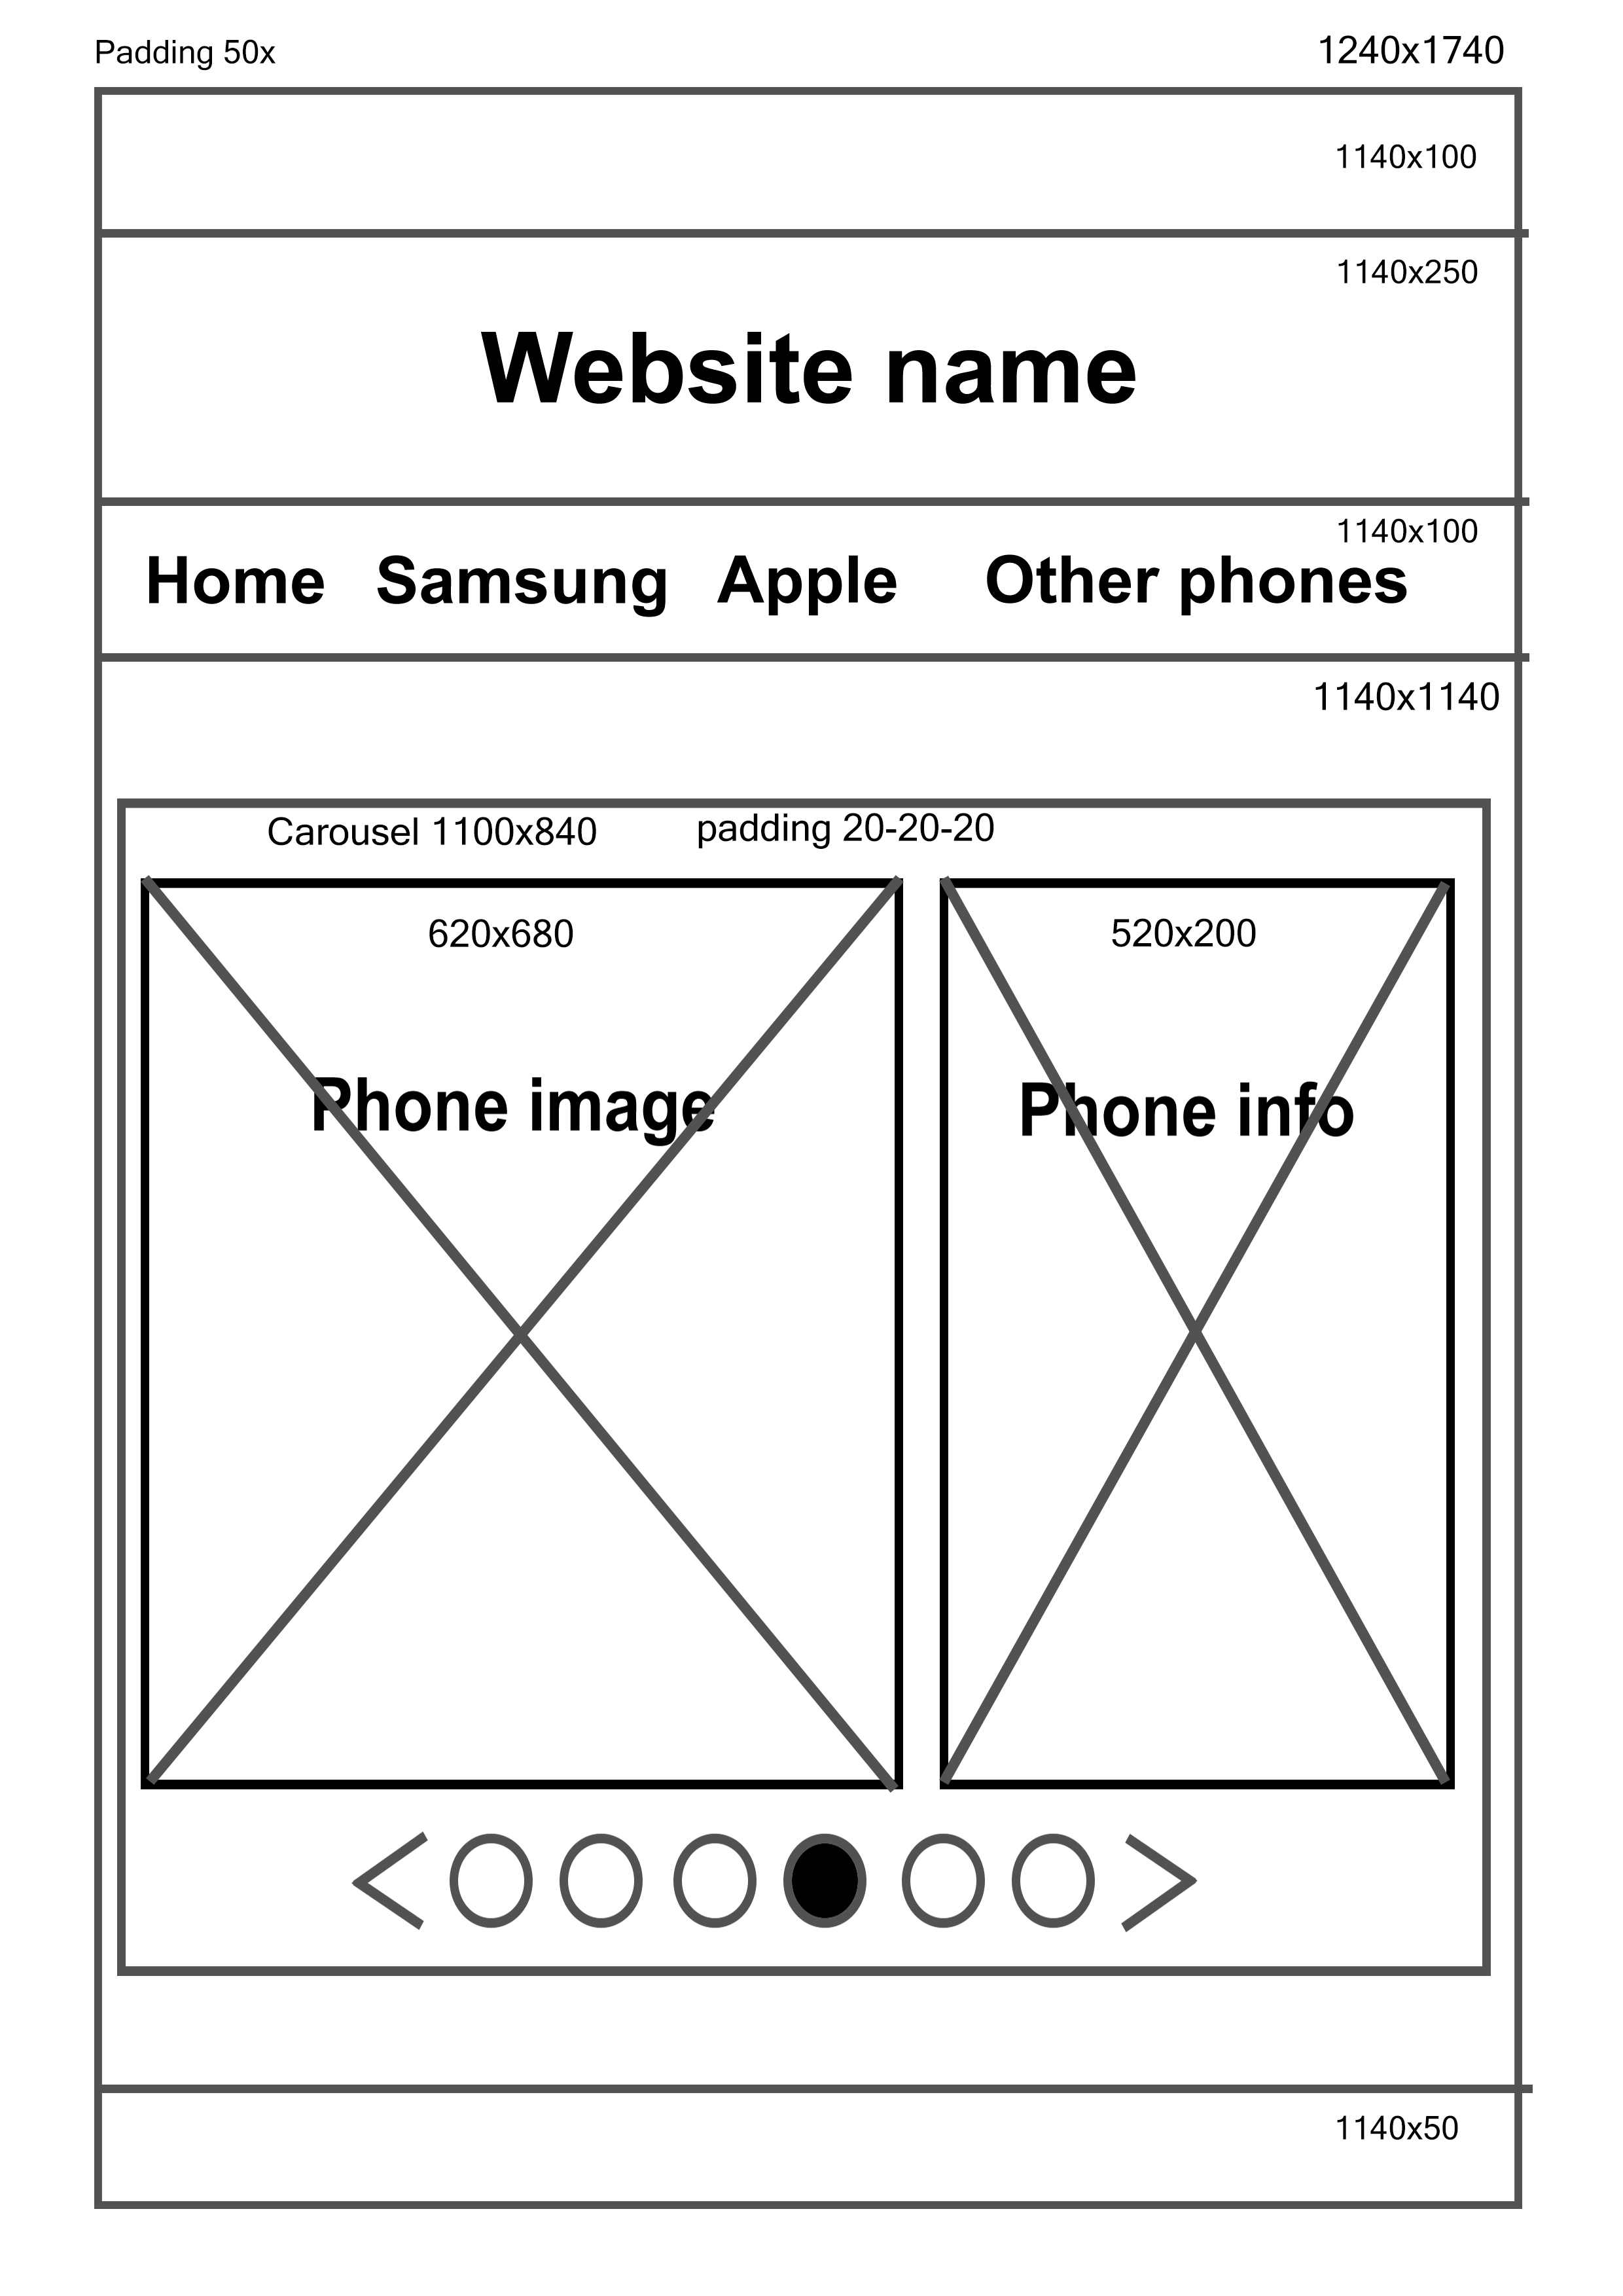 Padding 50x 1240x1740
1140x100
1140x250
Website name
1140x100
Home Samsung Apple Other phones
1140x1140
Carousel 1100x840 padding 20-20-20
620x680 520x200
Phone image Phone info
1140x50